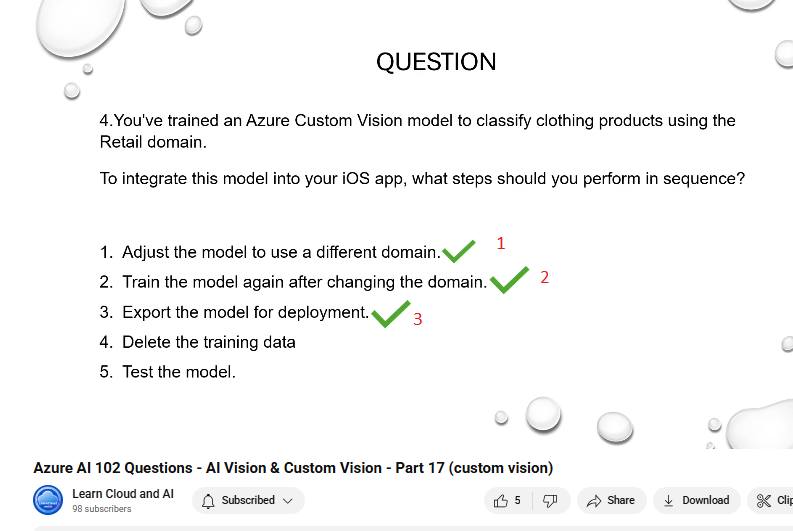 QUESTION
4.You've trained an Azure Custom Vision model to classify clothing products using the
Retail domain.
To integrate this model into your iOS app, what steps should you perform in sequence?
1. Adjust the model to use a different domain. 1
2. Train the model again after changing the domain. 2
3. Export the model for deployment. 3
4. Delete the training data
5. Test the model.
Azure AI 102 Questions - AI Vision & Custom Vision - Part 17 (custom vision)
Learn Cloud and AI
98 subscribers
Subscribed
5
Share
Download